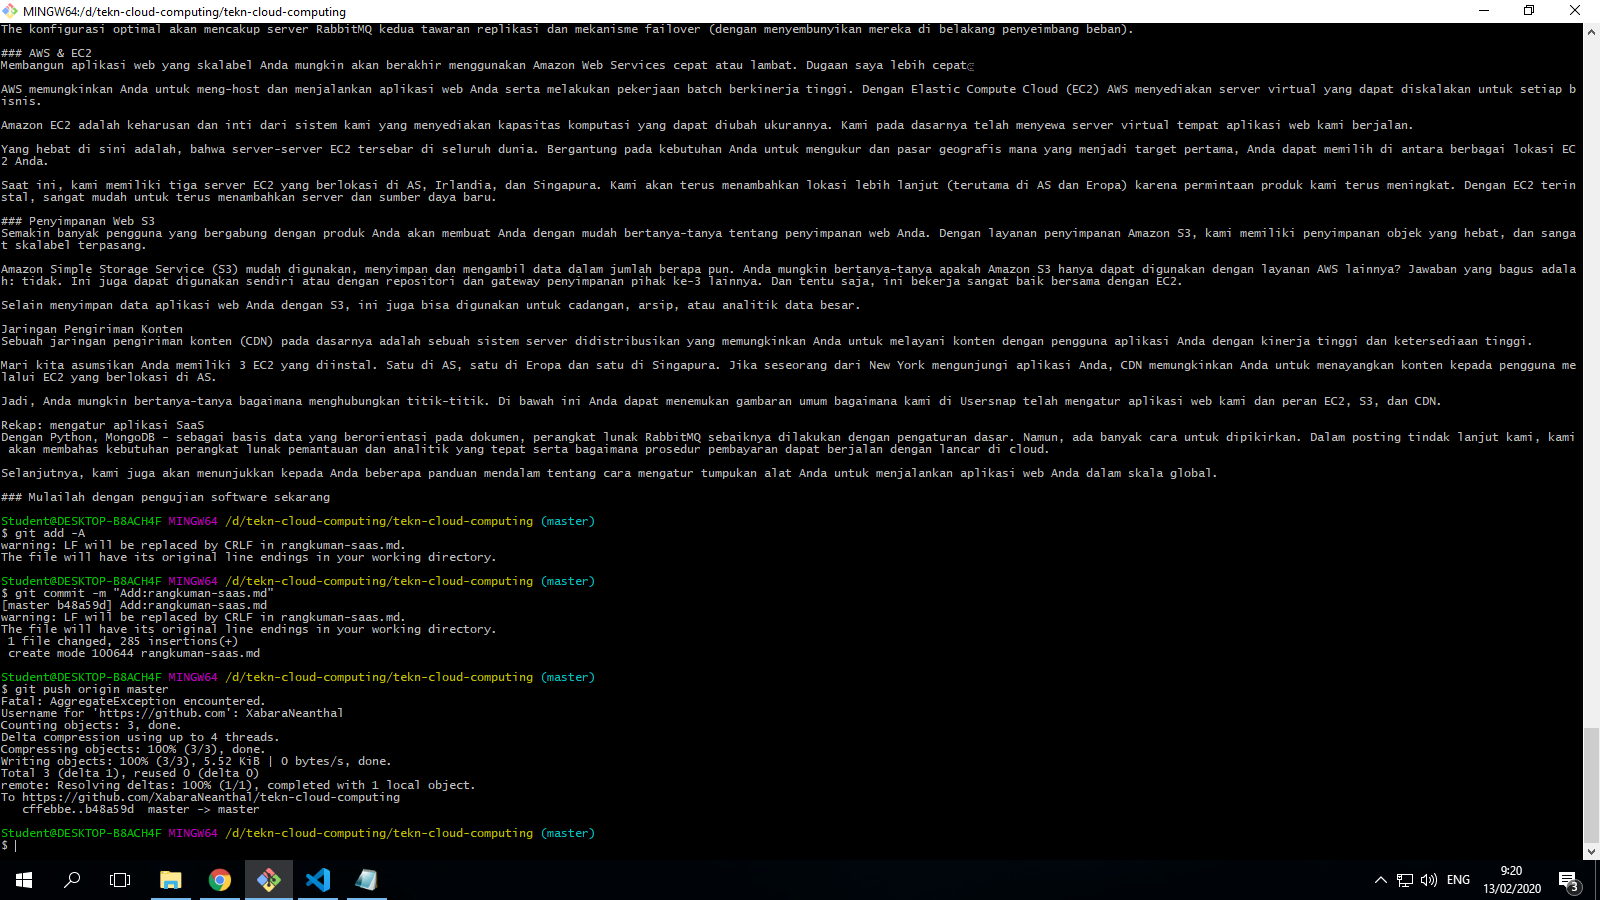 MINGW64:/d/tekn-cloud-computing/tekn-cloud-computing
The konfigurasi optimal akan mencakup server RabbitMQ kedua tawaran replikasi dan mekanisme failover (dengan menyembunyikan mereka di belakang penyeimbang beban).
### AWS & EC2
Membangun aplikasi web yang skalabel Anda mungkin akan berakhir menggunakan Amazon Web Services cepat atau lambat. Dugaan saya lebih cepat
AWS memungkinkan Anda untuk meng-host dan menjalankan aplikasi web Anda serta melakukan pekerjaan batch berkinerja tinggi. Dengan Elastic Compute Cloud (EC2) AWS menyediakan server virtual yang dapat diskalakan untuk setiap b
isnis.
Amazon EC2 adalah keharusan dan inti dari sistem kami yang menyediakan kapasitas komputasi yang dapat diubah ukurannya. Kami pada dasarnya telah menyewa server virtual tempat aplikasi web kami berjalan.
Yang hebat di sini adalah, bahwa server-server EC2 tersebar di seluruh dunia. Bergantung pada kebutuhan Anda untuk mengukur dan pasar geografis mana yang menjadi target pertama, Anda dapat memilih di antara berbagai lokasi EC
2 Anda.
Saat ini, kami memiliki tiga server EC2 yang berlokasi di AS, Irlandia, dan Singapura. Kami akan terus menambahkan lokasi lebih lanjut (terutama di AS dan Eropa) karena permintaan produk kami terus meningkat. Dengan EC2 terin
stal, sangat mudah untuk terus menambahkan server dan sumber daya baru.
### Penyimpanan Web S3
Semakin banyak pengguna yang bergabung dengan produk Anda akan membuat Anda dengan mudah bertanya-tanya tentang penyimpanan web Anda. Dengan layanan penyimpanan Amazon S3, kami memiliki penyimpanan objek yang hebat, dan sanga
t skalabel terpasang.
Amazon Simple Storage Service (S3) mudah digunakan, menyimpan dan mengambil data dalam jumlah berapa pun. Anda mungkin bertanya-tanya apakah Amazon S3 hanya dapat digunakan dengan layanan AWS lainnya? Jawaban yang bagus adala
h: tidak. Ini juga dapat digunakan sendiri atau dengan repositori dan gateway penyimpanan pihak ke-3 lainnya. Dan tentu saja, ini bekerja sangat baik bersama dengan EC2.
Selain menyimpan data aplikasi web Anda dengan S3, ini juga bisa digunakan untuk cadangan, arsip, atau analitik data besar.
Jaringan Pengiriman Konten
Sebuah jaringan pengiriman konten (CDN) pada dasarnya adalah sebuah sistem server didistribusikan yang memungkinkan Anda untuk melayani konten dengan pengguna aplikasi Anda dengan kinerja tinggi dan ketersediaan tinggi.
Mari kita asumsikan Anda memiliki 3 EC2 yang diinstal. Satu di AS, satu di Eropa dan satu di Singapura. Jika seseorang dari New York mengunjungi aplikasi Anda, CDN memungkinkan Anda untuk menayangkan konten kepada pengguna me
lalui EC2 yang berlokasi di AS.
Jadi, Anda mungkin bertanya-tanya bagaimana menghubungkan titik-titik. Di bawah ini Anda dapat menemukan gambaran umum bagaimana kami di Usersnap telah mengatur aplikasi web kami dan peran EC2, S3, dan CDN.
Rekap: mengatur aplikasi SaaS
Dengan Python, MongoDB - sebagai basis data yang berorientasi pada dokumen, perangkat lunak RabbitMQ sebaiknya dilakukan dengan pengaturan dasar. Namun, ada banyak cara untuk dipikirkan. Dalam posting tindak lanjut kami, kami
akan membahas kebutuhan perangkat lunak pemantauan dan analitik yang tepat serta bagaimana prosedur pembayaran dapat berjalan dengan lancar di cloud.
Selanjutnya, kami juga akan menunjukkan kepada Anda beberapa panduan mendalam tentang cara mengatur tumpukan alat Anda untuk menjalankan aplikasi web Anda dalam skala global.
### Mulailah dengan pengujian software sekarang
Student@DESKTOP-B8ACH4F MINGW64 /d/tekn-cloud-computing/tekn-cloud-computing (master)
$ git add -A
warning: LF will be replaced by CRLF in rangkuman-saas.md.
The file will have its original line endings in your working directory.
Student@DESKTOP-B8ACH4F MINGW64 /d/tekn-cloud-computing/tekn-cloud-computing (master)
$ git commit -m "Add:rangkuman-saas.md"
[master b48a59d] Add:rangkuman-saas.md
warning: LF will be replaced by CRLF in rangkuman-saas.md.
The file will have its original line endings in your working directory.
1 file changed, 285 insertions(+)
create mode 100644 rangkuman-saas.md
Student@DESKTOP-B8ACH4F MINGW64 /d/tekn-cloud-computing/tekn-cloud-computing (master)
$ git push origin master
Fatal: AggregateException encountered.
Username for 'https://github.com': XabaraNeanthal
Counting objects: 3, done.
Delta compression using up to 4 threads.
Compressing objects: 100% (3/3), done.
Writing objects: 100% (3/3), 5.52 KiB | 0 bytes/s, done.
Total 3 (delta 1), reused 0 (delta 0)
remote: Resolving deltas: 100% (1/1), completed with 1 local object.
To https://github.com/XabaraNeanthal/tekn-cloud-computing
cffebbe..b48a59d  master -> master
Student@DESKTOP-B8ACH4F MINGW64 /d/tekn-cloud-computing/tekn-cloud-computing (master)
$
ENG
9:20
13/02/2020
3